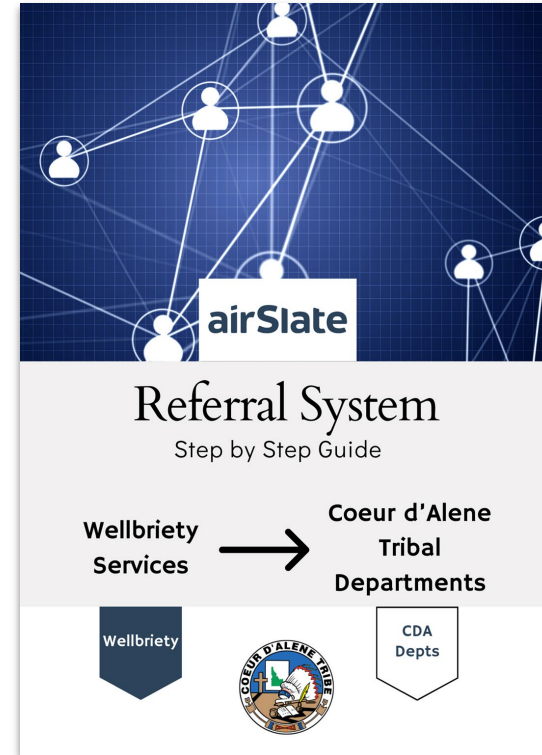 airSlate
Referral System
Step by Step Guide
Wellbriety
Services
Coeur d'Alene
Tribal
Departments
Wellbriety
CDA
Depts
COEUR D'ALENE TRIBE